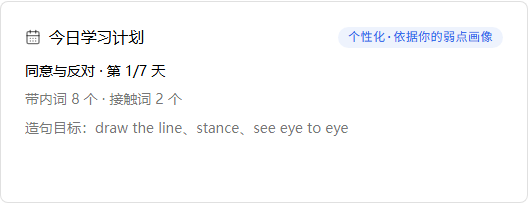 今日学习计划 个性化·依据你的弱点画像
同意与反对 · 第 1/7 天
带内词 8 个 · 接触词 2 个
造句目标：draw the line、stance、see eye to eye